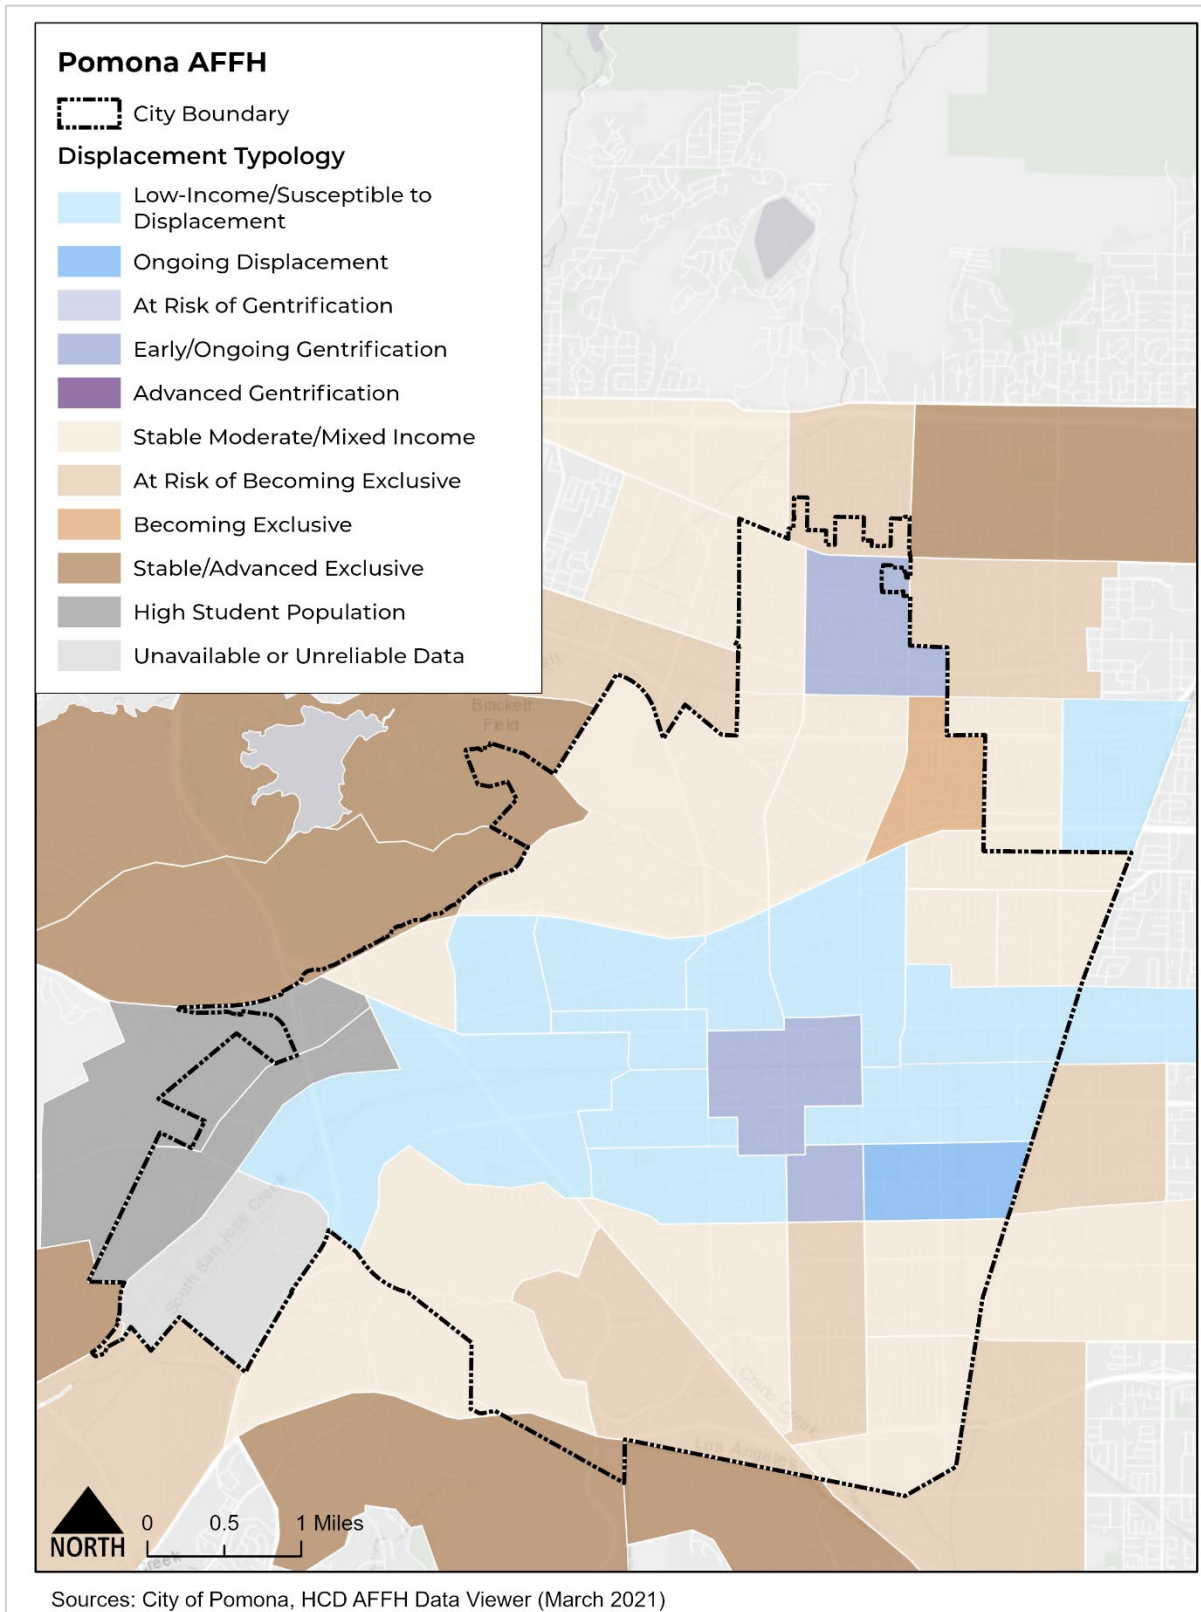 Pomona AFFH
City Boundary
Displacement Typology
Low-Income/Susceptible to
Displacement
Ongoing Displacement
At Risk of Gentrification
Early/Ongoing Gentrification
Advanced Gentrification
Stable Moderate/Mixed Income
At Risk of Becoming Exclusive
Becoming Exclusive
Stable/Advanced Exclusive
High Student Population
Unavailable or Unreliable Data
Brackett
Field
South San Jose Creek
Chino Creek
Los Angeles
NORTH
0 0.5 1 Miles
Creek
Sources: City of Pomona, HCD AFFH Data Viewer (March 2021)